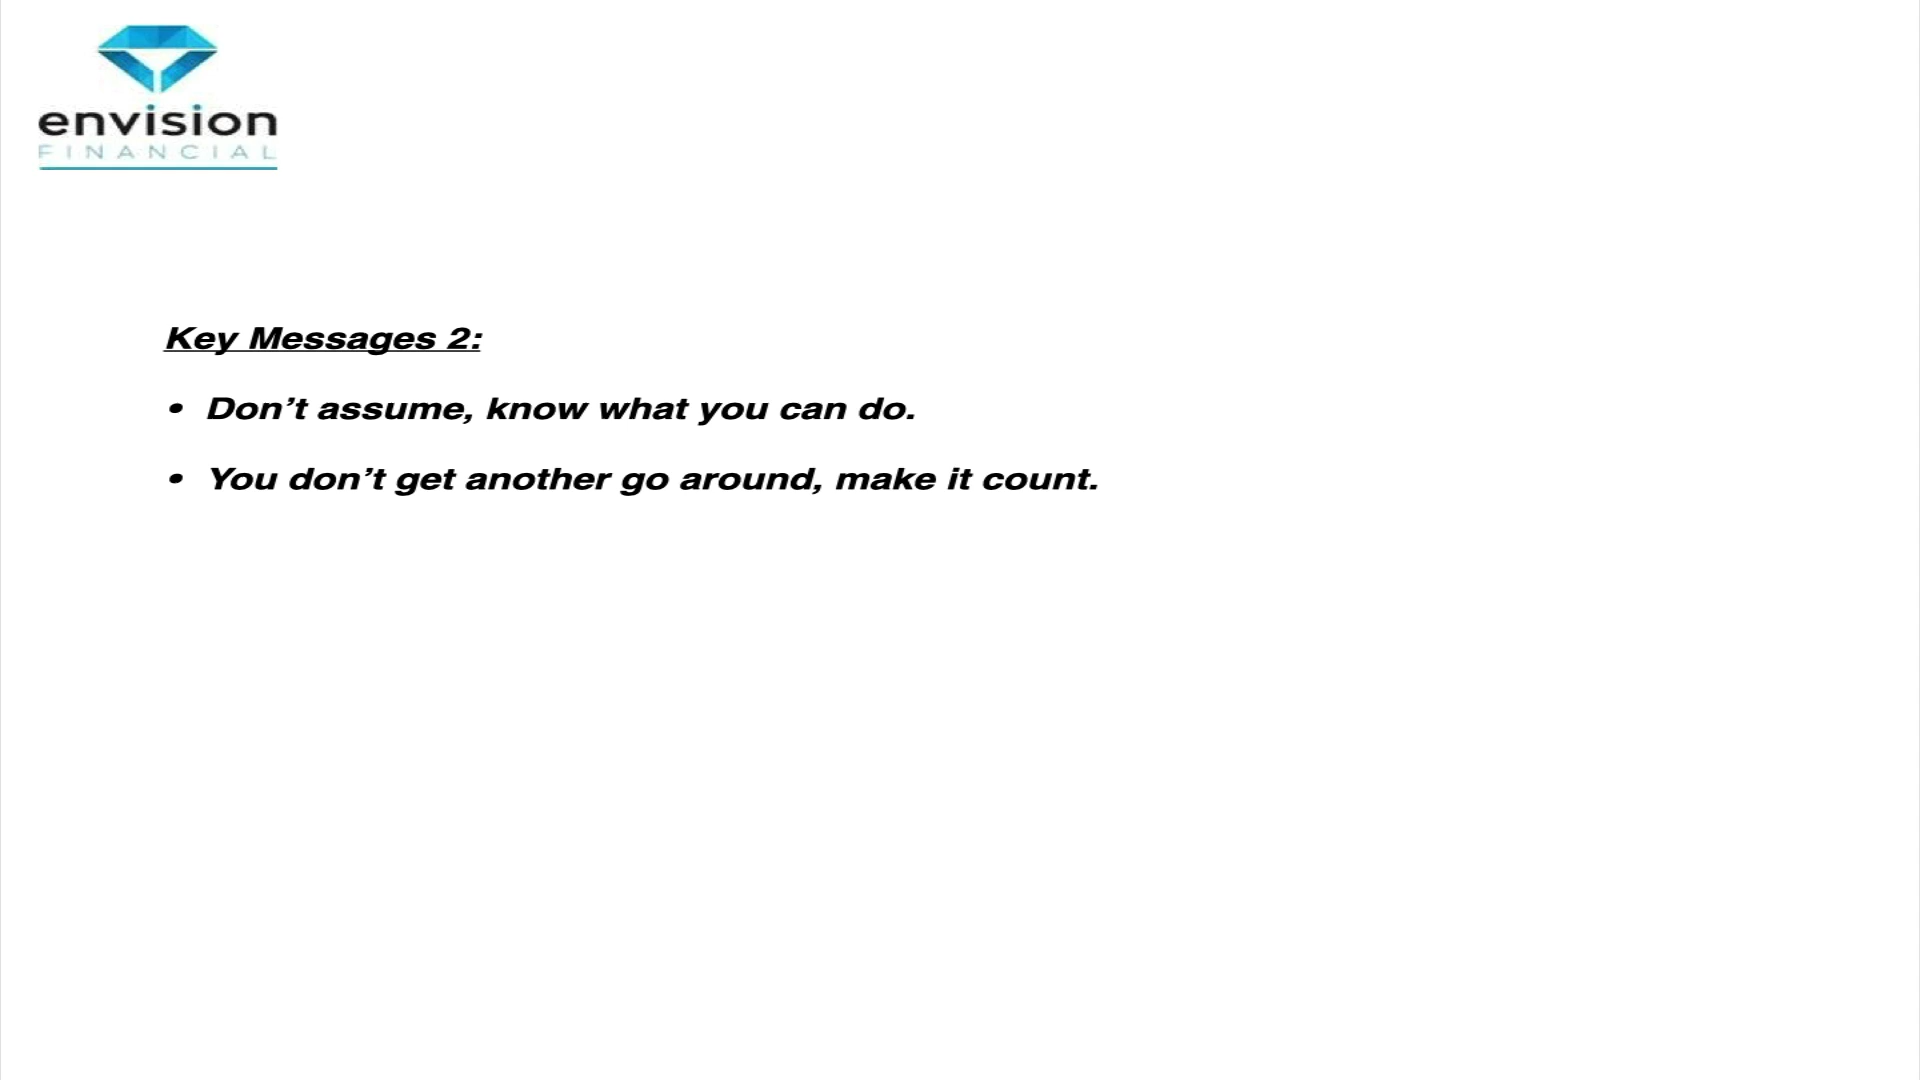 envision
FINANCIAL
Key Messages 2:
• Don’t assume, know what you can do.
• You don’t get another go around, make it count.